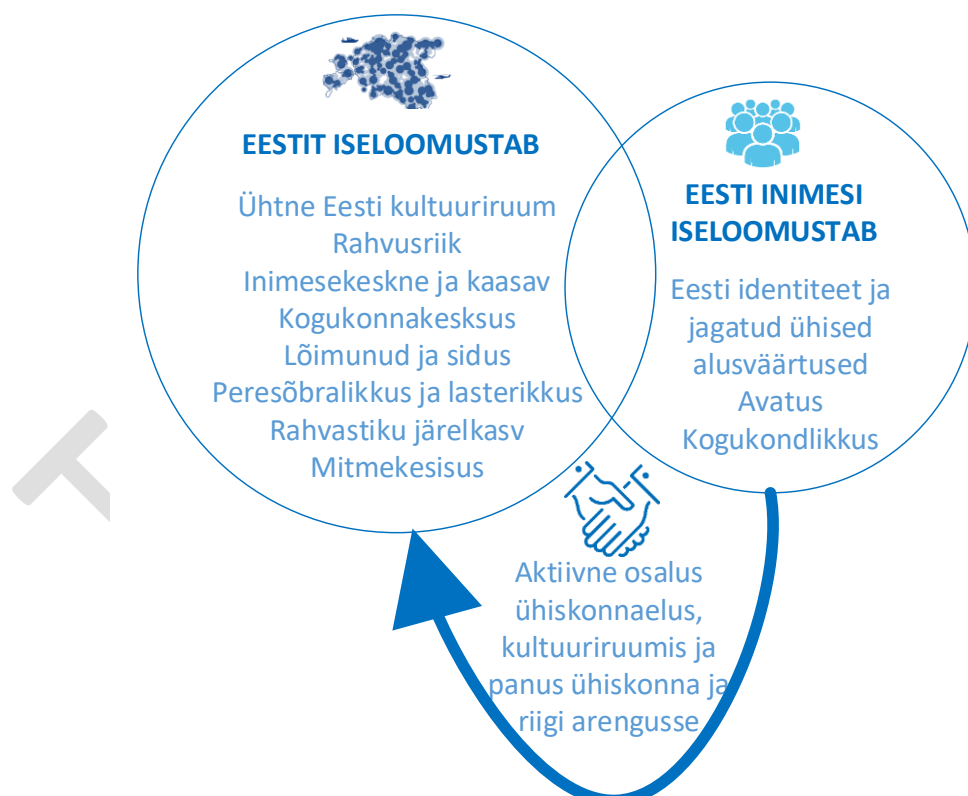 EESTIT ISELOOMUSTAB
Ühtne Eesti kultuuriruum
Rahvusriik
Inimesekeskne ja kaasav
Kogukonnakesksus
Lõimunud ja sidus
Peresõbralikkus ja lasterikkus
Rahvastiku järelkasv
Mitmekesisus
EESTI INIMESI
ISELOOMUSTAB
Eesti identiteet ja
jagatud ühised
alusväärtused
Avatus
Kogukondlikkus
Aktiivne osalus
ühiskonnaelus,
kultuuriruumis ja
panus ühiskonna ja
riigi arengusse